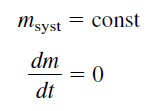 m_syst = const
dm/dt = 0